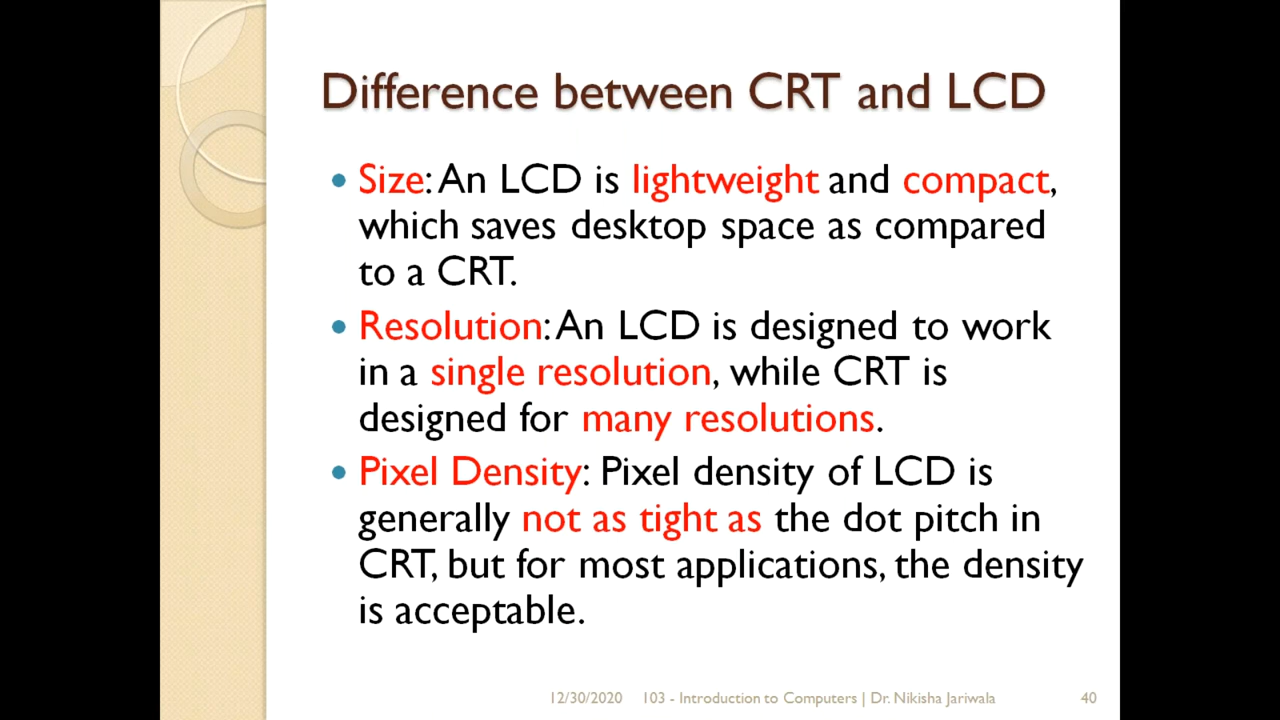 Difference between CRT and LCD
• Size: An LCD is lightweight and compact,
which saves desktop space as compared
to a CRT.
• Resolution: An LCD is designed to work
in a single resolution, while CRT is
designed for many resolutions.
• Pixel Density: Pixel density of LCD is
generally not as tight as the dot pitch in
CRT, but for most applications, the density
is acceptable.
12/30/2020 103 - Introduction to Computers | Dr. Nikisha Jariwala 40